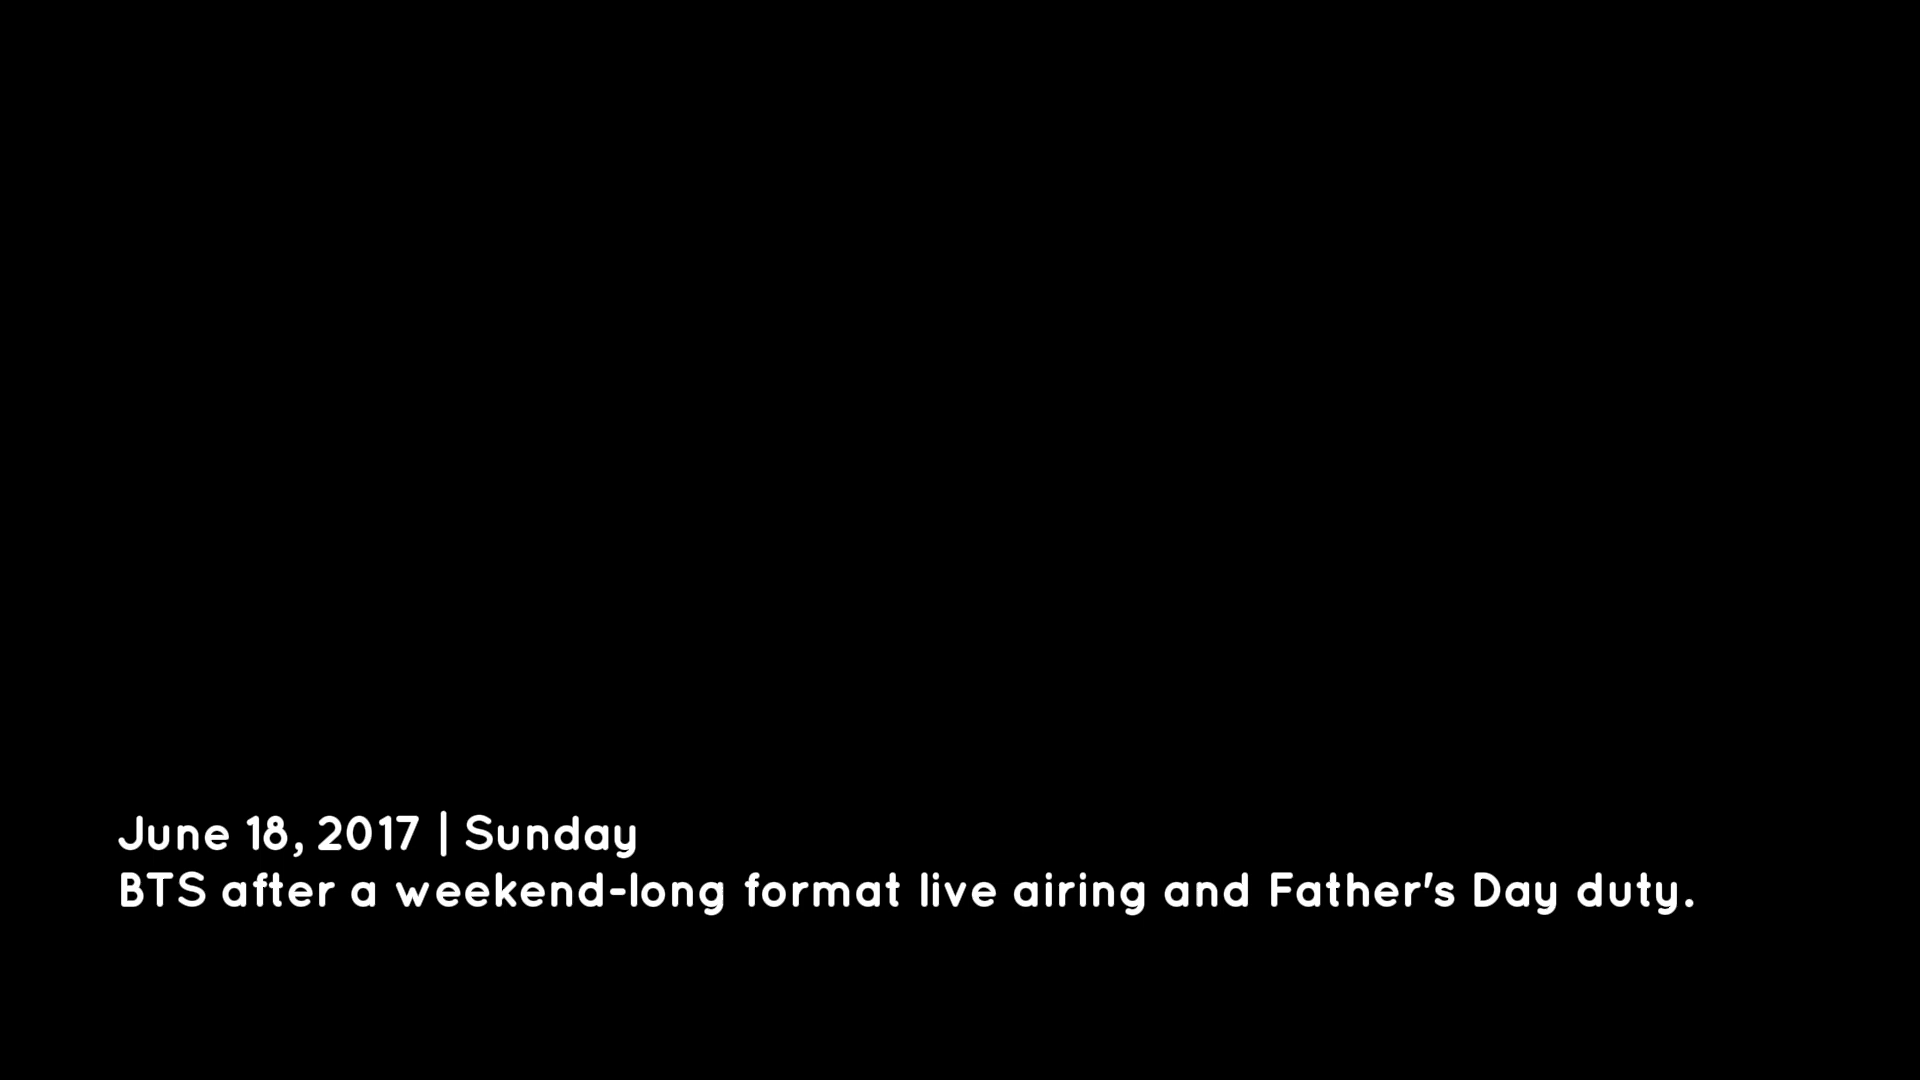 June 18, 2017 | Sunday
BTS after a weekend-long format live airing and Father's Day duty.